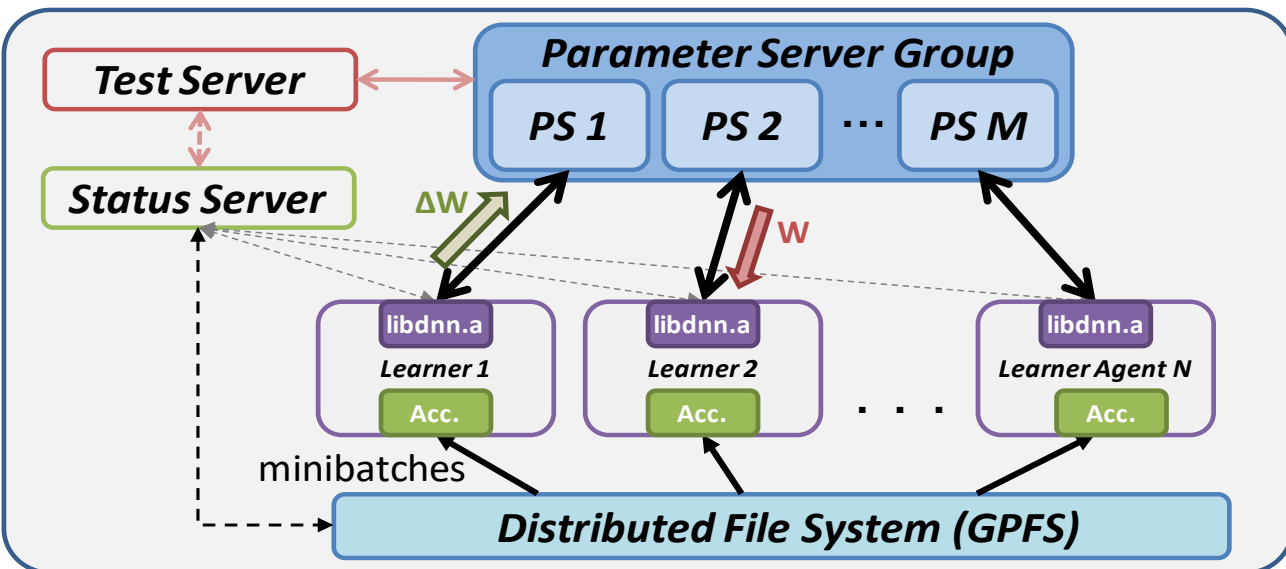 Parameter Server Group
Test Server
PS 1
PS 2
...
PS M
Status Server
ΔW
W
libdnn.a
libdnn.a
libdnn.a
Learner 1
Learner 2
Learner Agent N
Acc.
Acc.
. . .
Acc.
minibatches
Distributed File System (GPFS)